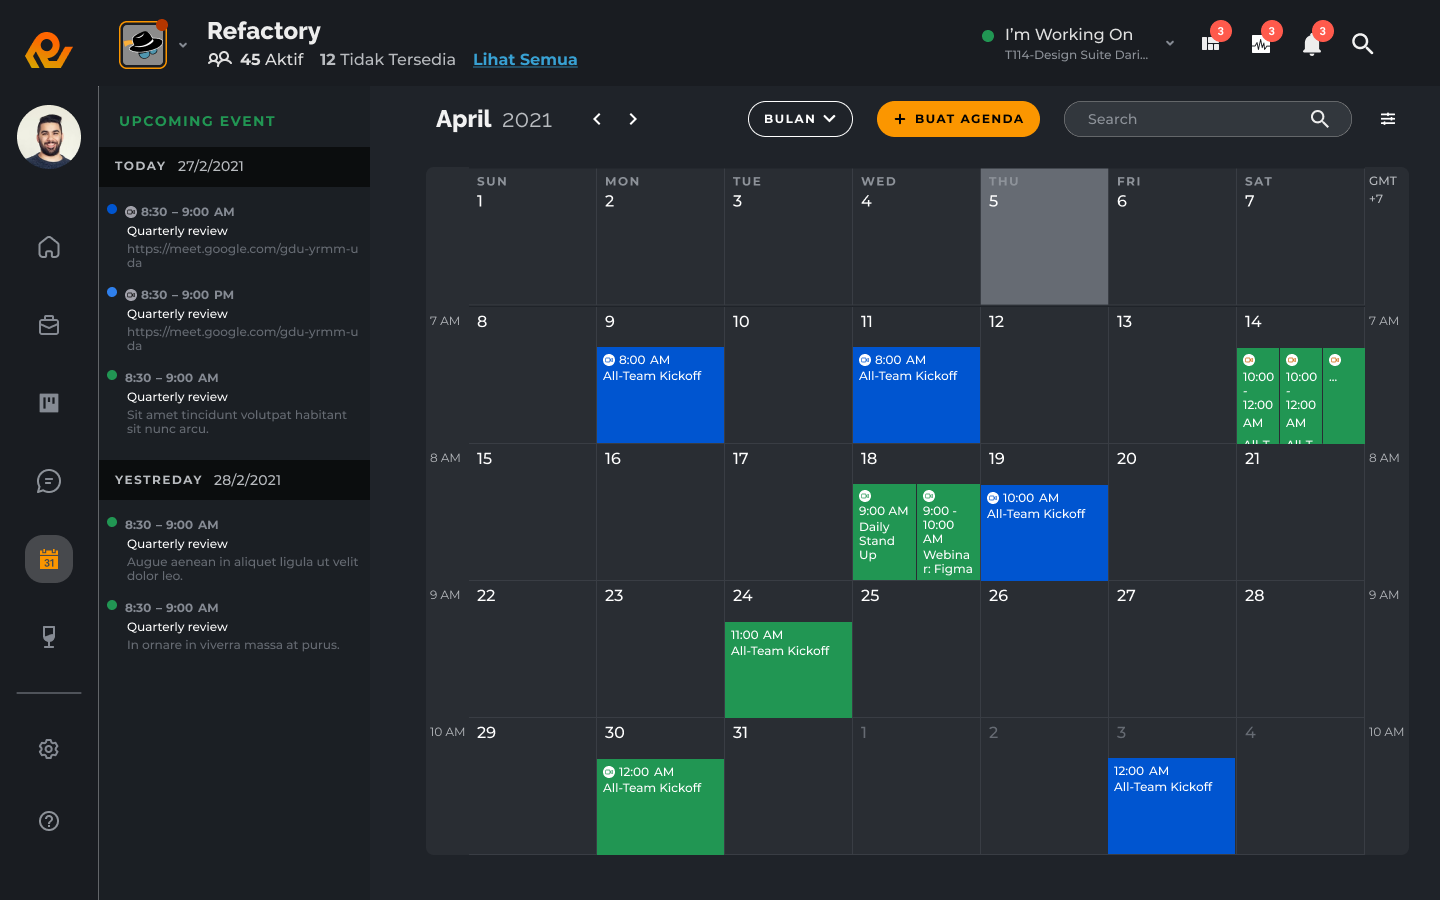 Refactory
45 Aktif 12 Tidak Tersedia Lihat Semua
I'm Working On
T114-Design Suite Dari...
3
3
3
UPCOMING EVENT
TODAY 27/2/2021
8:30 – 9:00 AM
Quarterly review
https://meet.google.com/gdu-yrmm-u
da
8:30 – 9:00 PM
Quarterly review
https://meet.google.com/gdu-yrmm-u
da
8:30 – 9:00 AM
Quarterly review
Sit amet tincidunt volutpat habitant
sit nunc arcu.
YESTREDAY 28/2/2021
8:30 – 9:00 AM
Quarterly review
Augue aenean in aliquet ligula ut velit
dolor leo.
8:30 – 9:00 AM
Quarterly review
In ornare in viverra massa at purus.
31
April 2021
BULAN
+ BUAT AGENDA
Search
SUN MON TUE WED THU FRI SAT GMT
1 2 3 4 5 6 7 +7
7 AM 8 9 10 11 12 13 14 7 AM
8:00 AM
All-Team Kickoff
8:00 AM
All-Team Kickoff
10:00
-
12:00
AM
All-T
10:00
-
12:00
AM
All-T
...
8 AM 15 16 17 18 19 20 21 8 AM
9:00 AM
Daily
Stand
Up
9:00 -
10:00
AM
Webina
r: Figma
10:00 AM
All-Team Kickoff
9 AM 22 23 24 25 26 27 28 9 AM
11:00 AM
All-Team Kickoff
10 AM 29 30 31 1 2 3 4 10 AM
12:00 AM
All-Team Kickoff
12:00 AM
All-Team Kickoff